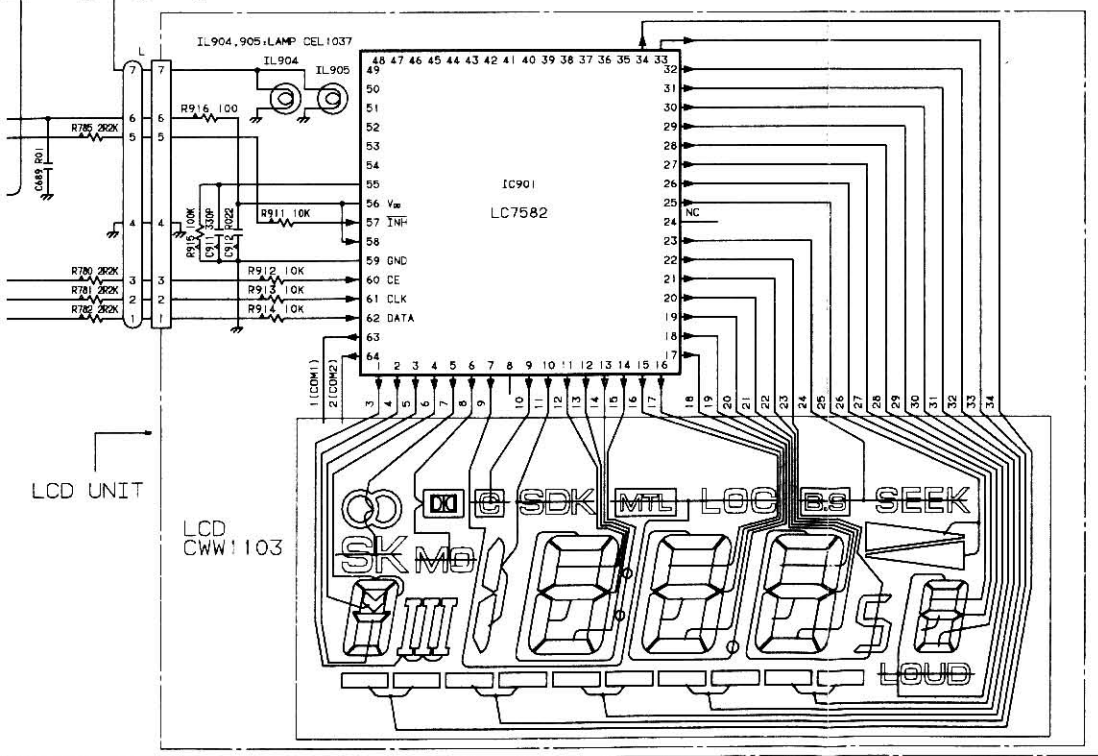 IL904,905:LAMP CEL1037
IL904
IL905
L
7 7
6 6
5 5
4 4
3 3
2 2
1 1
R916 100
R785 2R2K
C689 R01
R915 100K
C911 330P
C912 R022
R911 10K
R780 2R2K
R781 2R2K
R782 2R2K
R912 10K
R913 10K
R914 10K
48 47 46 45 44 43 42 41 40 39 38 37 36 35 34 33
49
50
51
52
53
54
55
56 VDD
57 INH
58
59 GND
60 CE
61 CLK
62 DATA
63
64
IC901
LC7582
32
31
30
29
28
27
26
25
24 NC
23
22
21
20
19
18
17
1 2 3 4 5 6 7 8 9 10 11 12 13 14 15 16
1(COM1)
2(COM2)
3 4 5 6 7 8 9 10 11 12 13 14 15 16 17 18 19 20 21 22 23 24 25 26 27 28 29 30 31 32 33 34
LCD UNIT
LCD
CWW1103
C SDK MTL LOC B.S SEEK
SK MO
LOUD